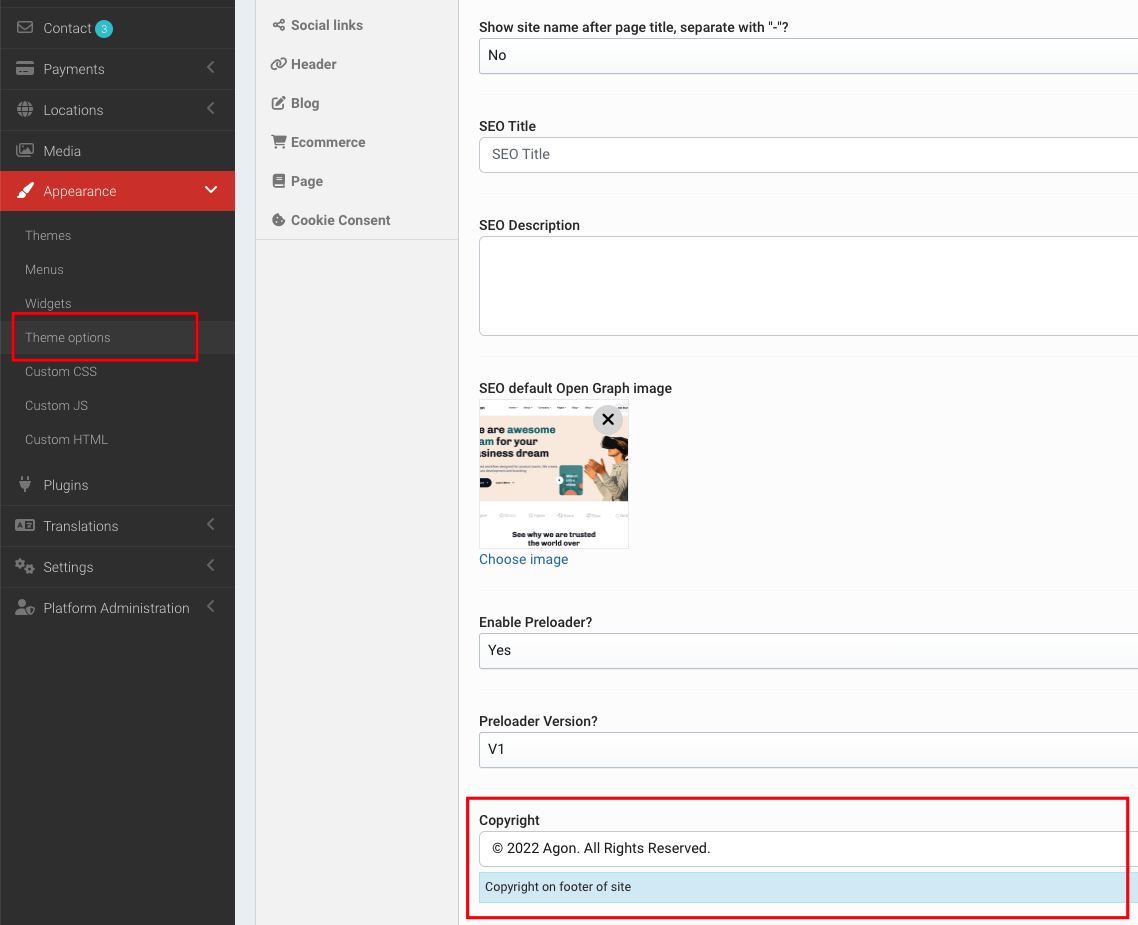 Contact 3
Payments
Locations
Media
Appearance
Themes
Menus
Widgets
Theme options
Custom CSS
Custom JS
Custom HTML
Plugins
Translations
Settings
Platform Administration
Social links
Header
Blog
Ecommerce
Page
Cookie Consent
Show site name after page title, separate with "-"?
No
SEO Title
SEO Title
SEO Description
SEO default Open Graph image
e are awesome
am for your
siness dream
See why we are trusted
the world over
Choose image
Enable Preloader?
Yes
Preloader Version?
V1
Copyright
© 2022 Agon. All Rights Reserved.
Copyright on footer of site